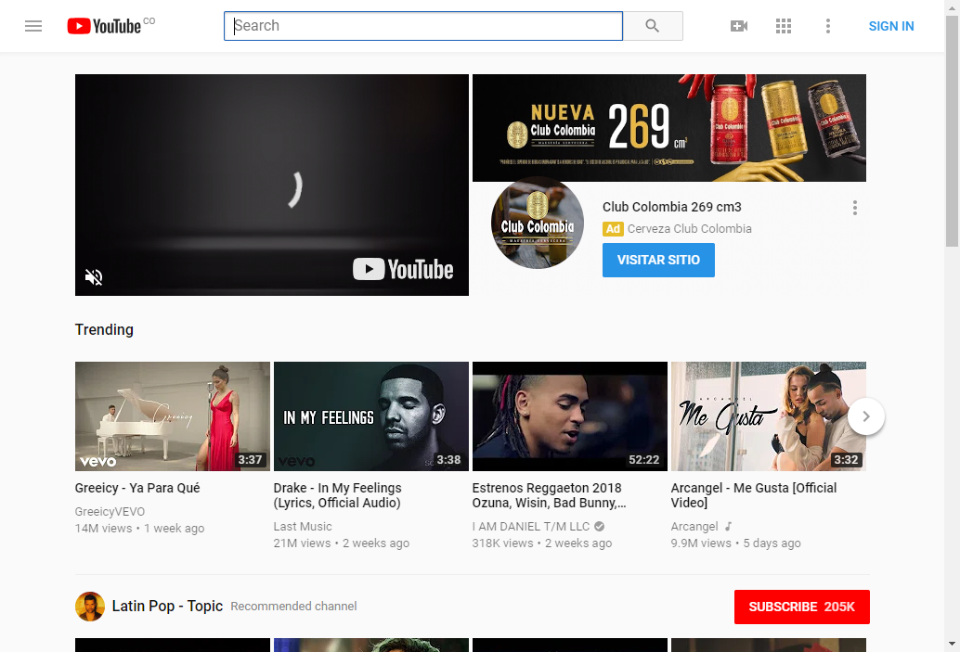 YouTube CO
Search
SIGN IN
NUEVA
Club Colombia
269 cm³
Club Colombia
Club Colombia 269 cm3
Ad Cerveza Club Colombia
VISITAR SITIO
YouTube
Trending
Greeicy
vevo
3:37
IN MY FEELINGS
vevo
3:38
52:22
ARCANGEL
Me Gusta
3:32
Greeicy - Ya Para Qué
GreeicyVEVO
14M views • 1 week ago
Drake - In My Feelings
(Lyrics, Official Audio)
Last Music
21M views • 2 weeks ago
Estrenos Reggaeton 2018
Ozuna, Wisin, Bad Bunny,...
I AM DANIEL T/M LLC
318K views • 2 weeks ago
Arcangel - Me Gusta [Official
Video]
Arcangel
9.9M views • 5 days ago
Latin Pop - Topic Recommended channel
SUBSCRIBE 205K